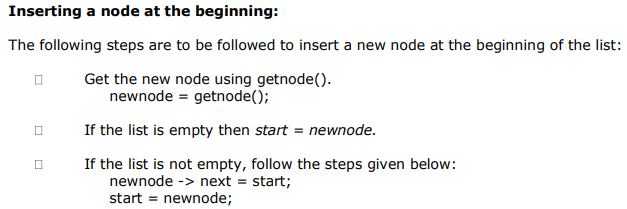 Inserting a node at the beginning:
The following steps are to be followed to insert a new node at the beginning of the list:
Get the new node using getnode().
newnode = getnode();
If the list is empty then start = newnode.
If the list is not empty, follow the steps given below:
newnode -> next = start;
start = newnode;